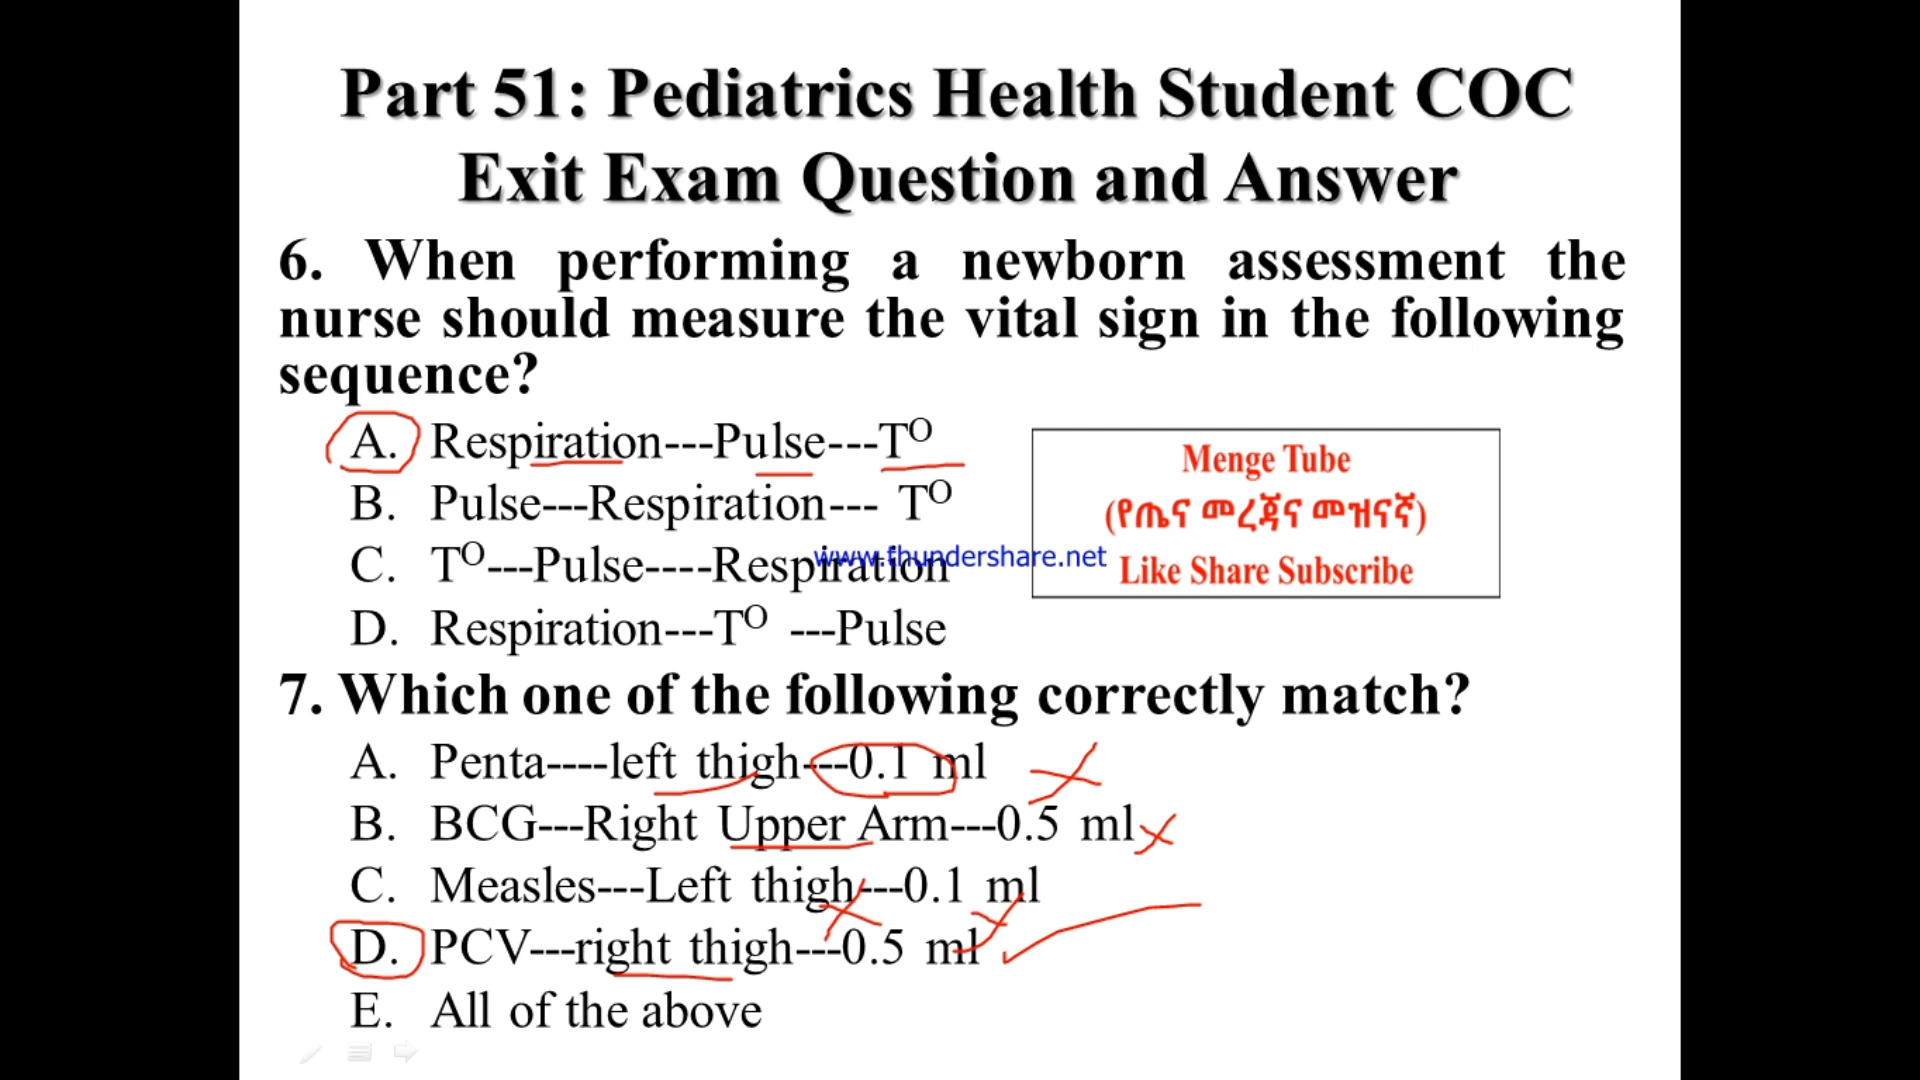 Part 51: Pediatrics Health Student COC
Exit Exam Question and Answer
6. When performing a newborn assessment the
nurse should measure the vital sign in the following
sequence?
A. Respiration---Pulse---Tᴼ
B. Pulse---Respiration--- Tᴼ
C. Tᴼ---Pulse----Respiration
D. Respiration---Tᴼ ---Pulse
Menge Tube
(የጤና መረጃና መዝናኛ)
Like Share Subscribe
www.thundershare.net
7. Which one of the following correctly match?
A. Penta----left thigh---0.1 ml
B. BCG---Right Upper Arm---0.5 ml
C. Measles---Left thigh---0.1 ml
D. PCV---right thigh---0.5 ml
E. All of the above